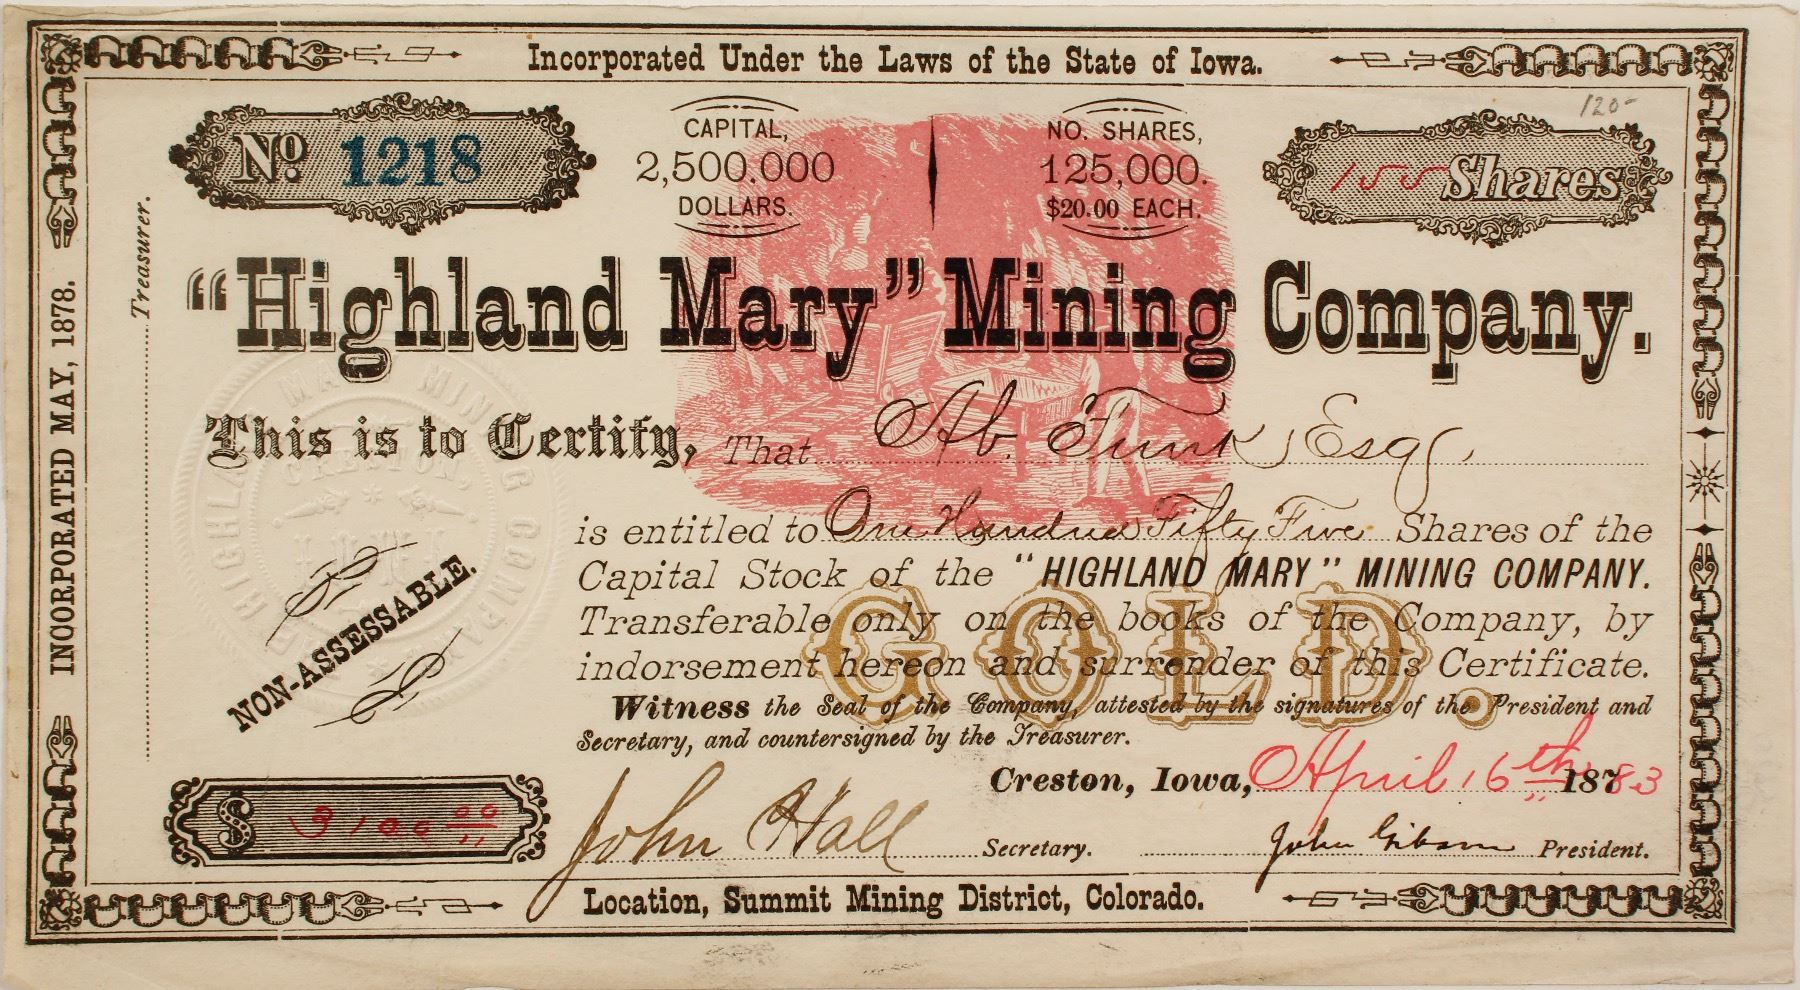 Incorporated Under the Laws of the State of Iowa.
120-
No. 1218
CAPITAL,
2,500,000
DOLLARS.
NO. SHARES,
125,000.
$20.00 EACH.
155 Shares
Treasurer.
INOORPORATED MAY, 1878.
"Highland Mary" Mining Company.
This is to Certify, That Ab. Funk, Esq.
is entitled to One Hundred Fifty Five Shares of the
Capital Stock of the "HIGHLAND MARY" MINING COMPANY.
Transferable only on the books of the Company, by
indorsement hereon and surrender of this Certificate.
GOLD.
Witness the Seal of the Company, attested by the signatures of the President and
Secretary, and countersigned by the Treasurer.
HIGHLAND MARY MINING COMPANY
CRESTON,
NON-ASSESSABLE.
Creston, Iowa, April 16th 1883
$ 3100 00
John Hall Secretary.
John Gibson President.
Location, Summit Mining District, Colorado.